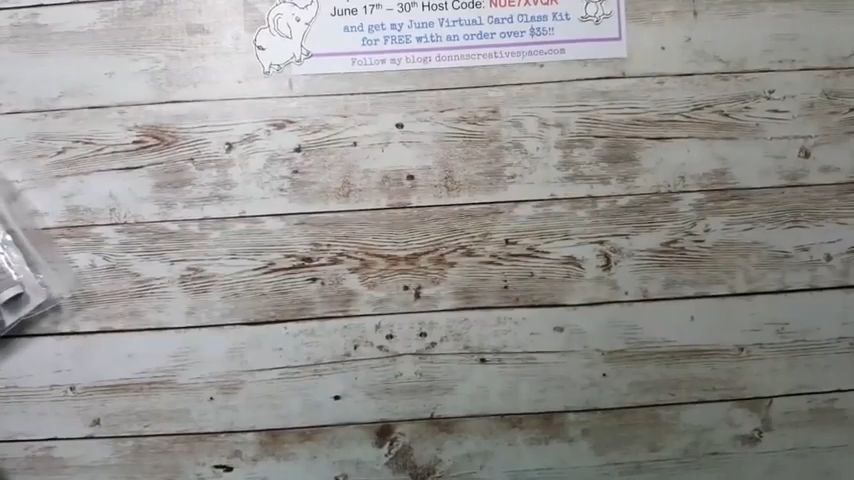 June 17 - 30th Host Code:
and get my June Virtual Card Class Kit
for FREE with an order over $35!!
Follow my blog: donnascreativespace.com